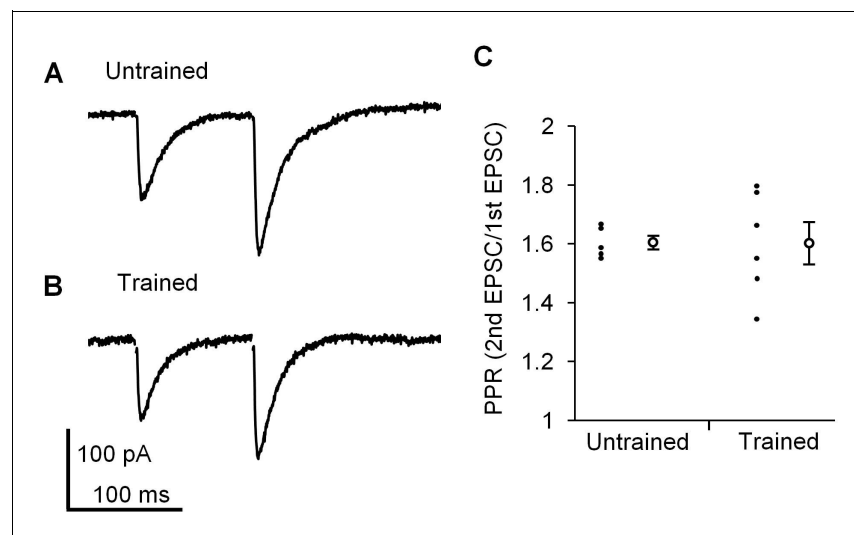 A
Untrained
B
Trained
100 pA
100 ms
C
PPR (2nd EPSC/1st EPSC)
2
1.8
1.6
1.4
1.2
1
Untrained
Trained